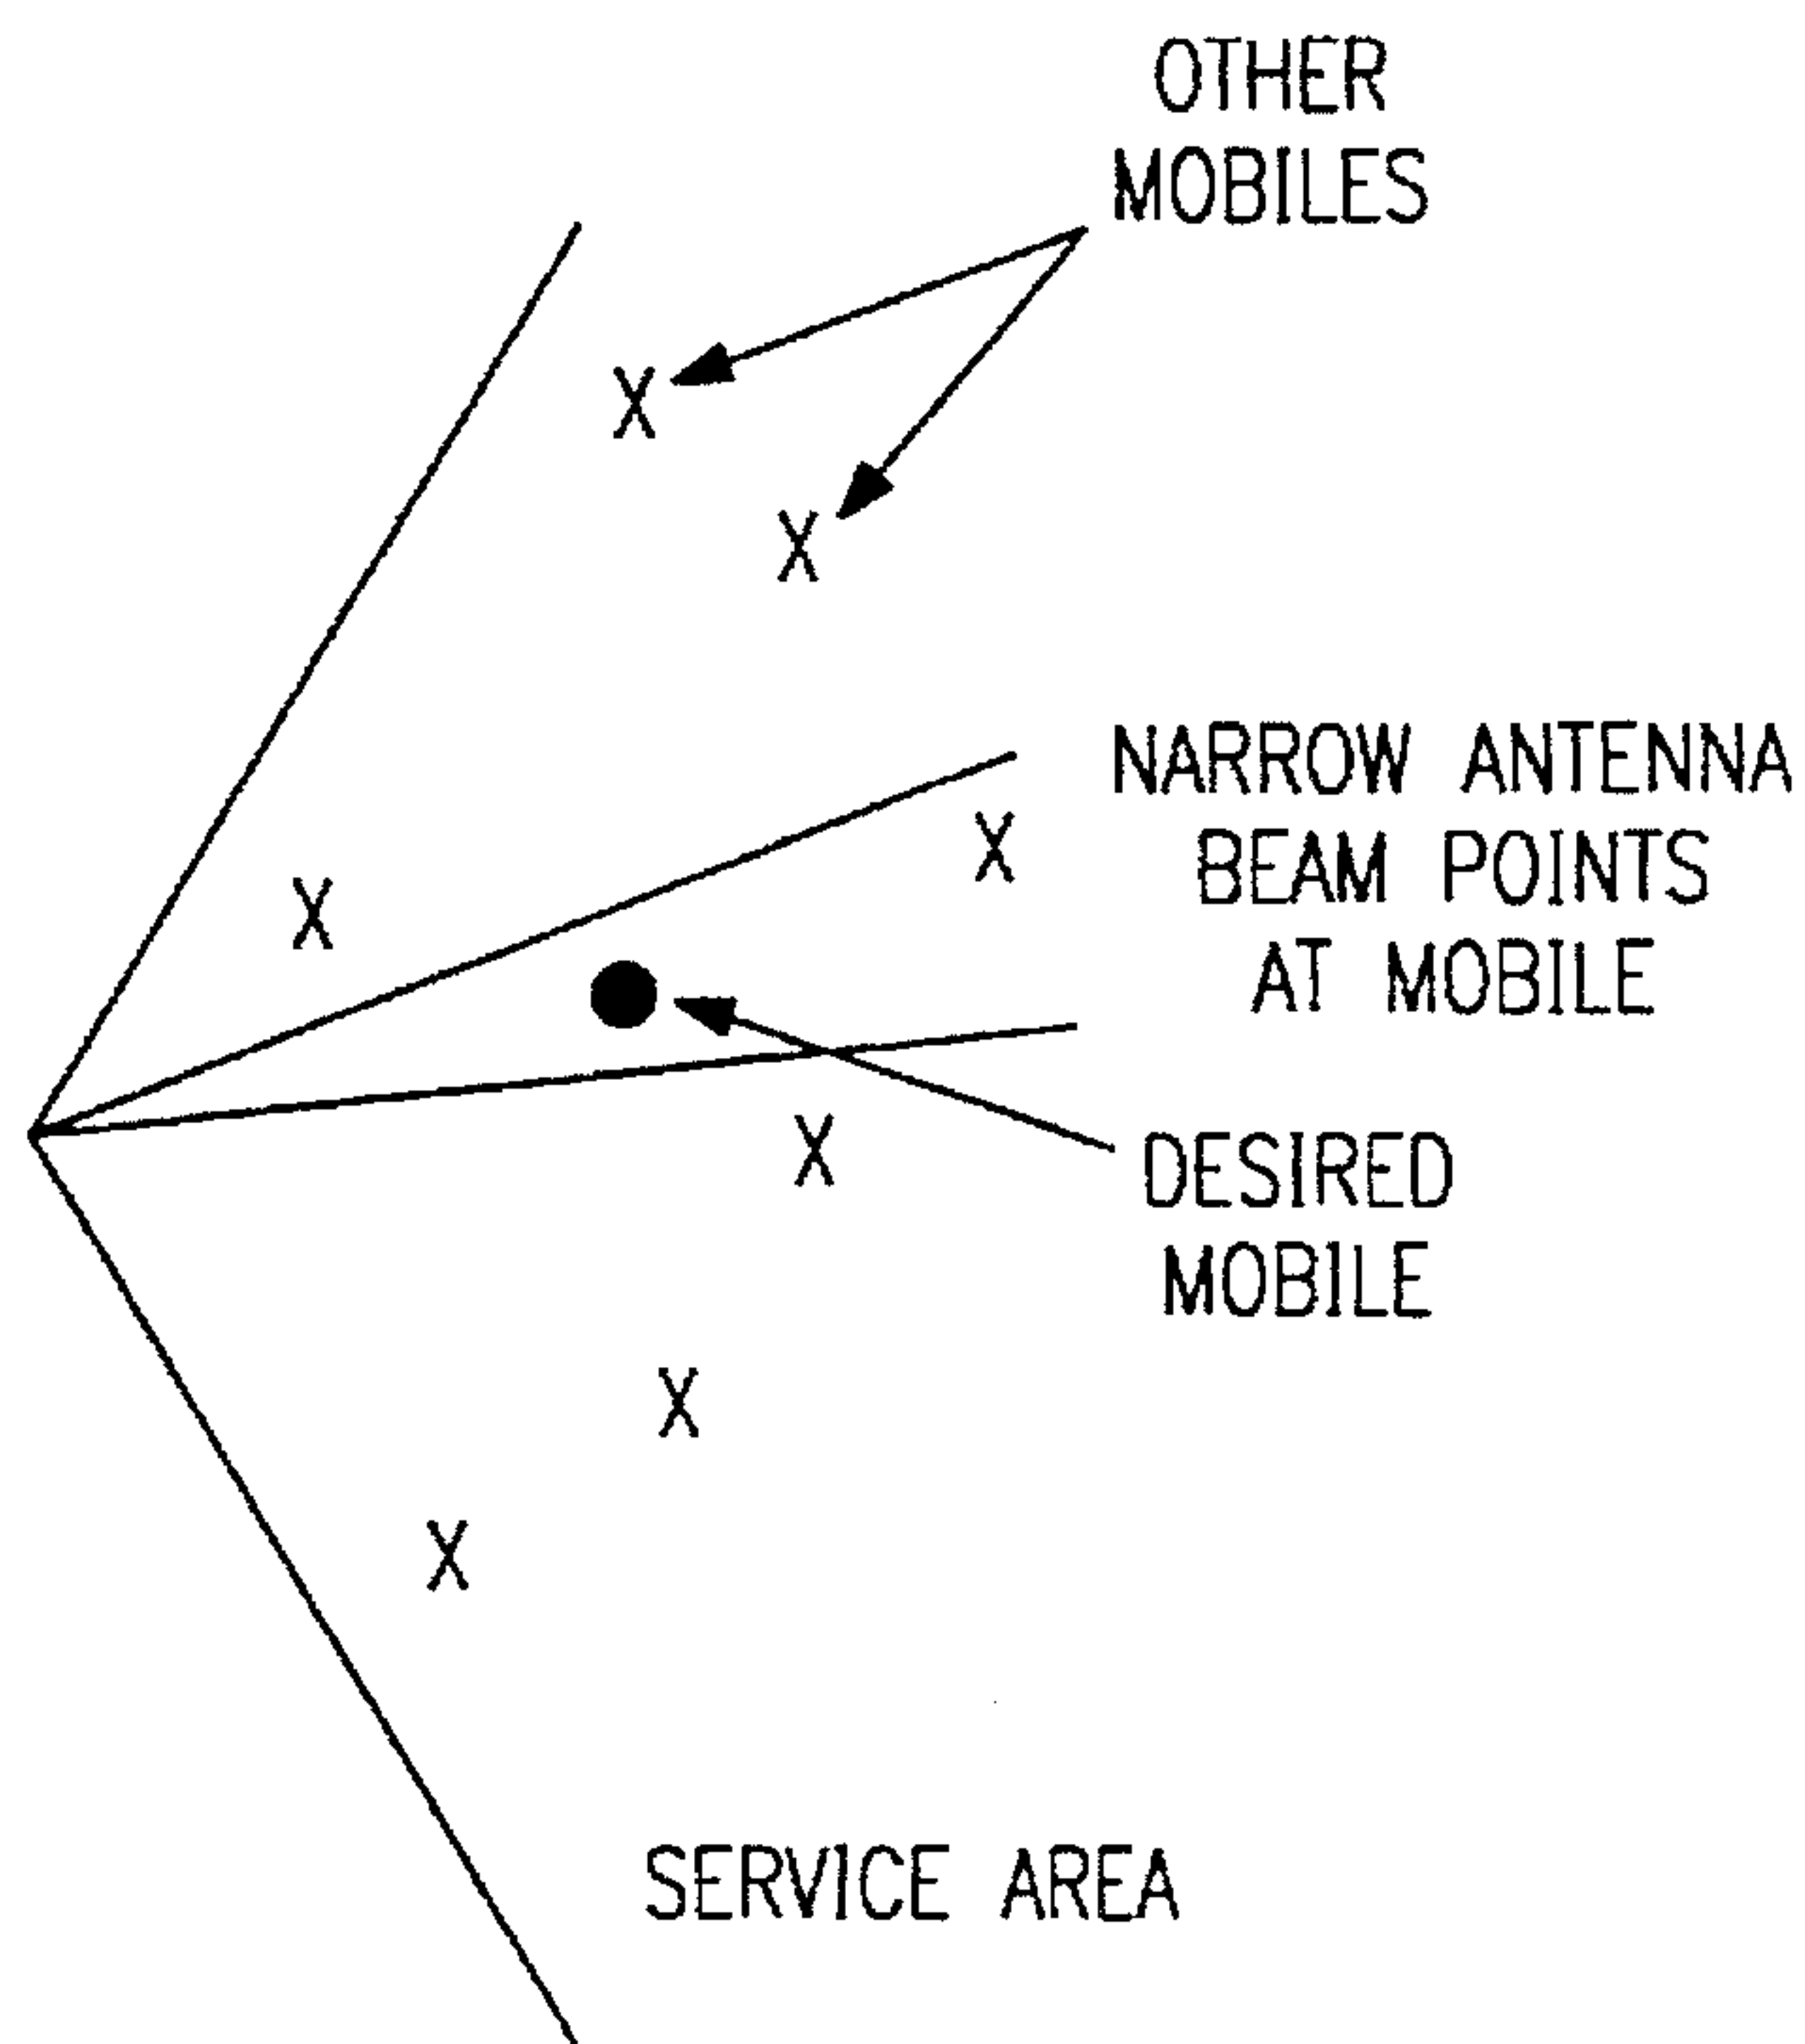 OTHER
MOBILES
X
X
NARROW ANTENNA
BEAM POINTS
AT MOBILE
X
X
X
DESIRED
MOBILE
X
X
SERVICE AREA